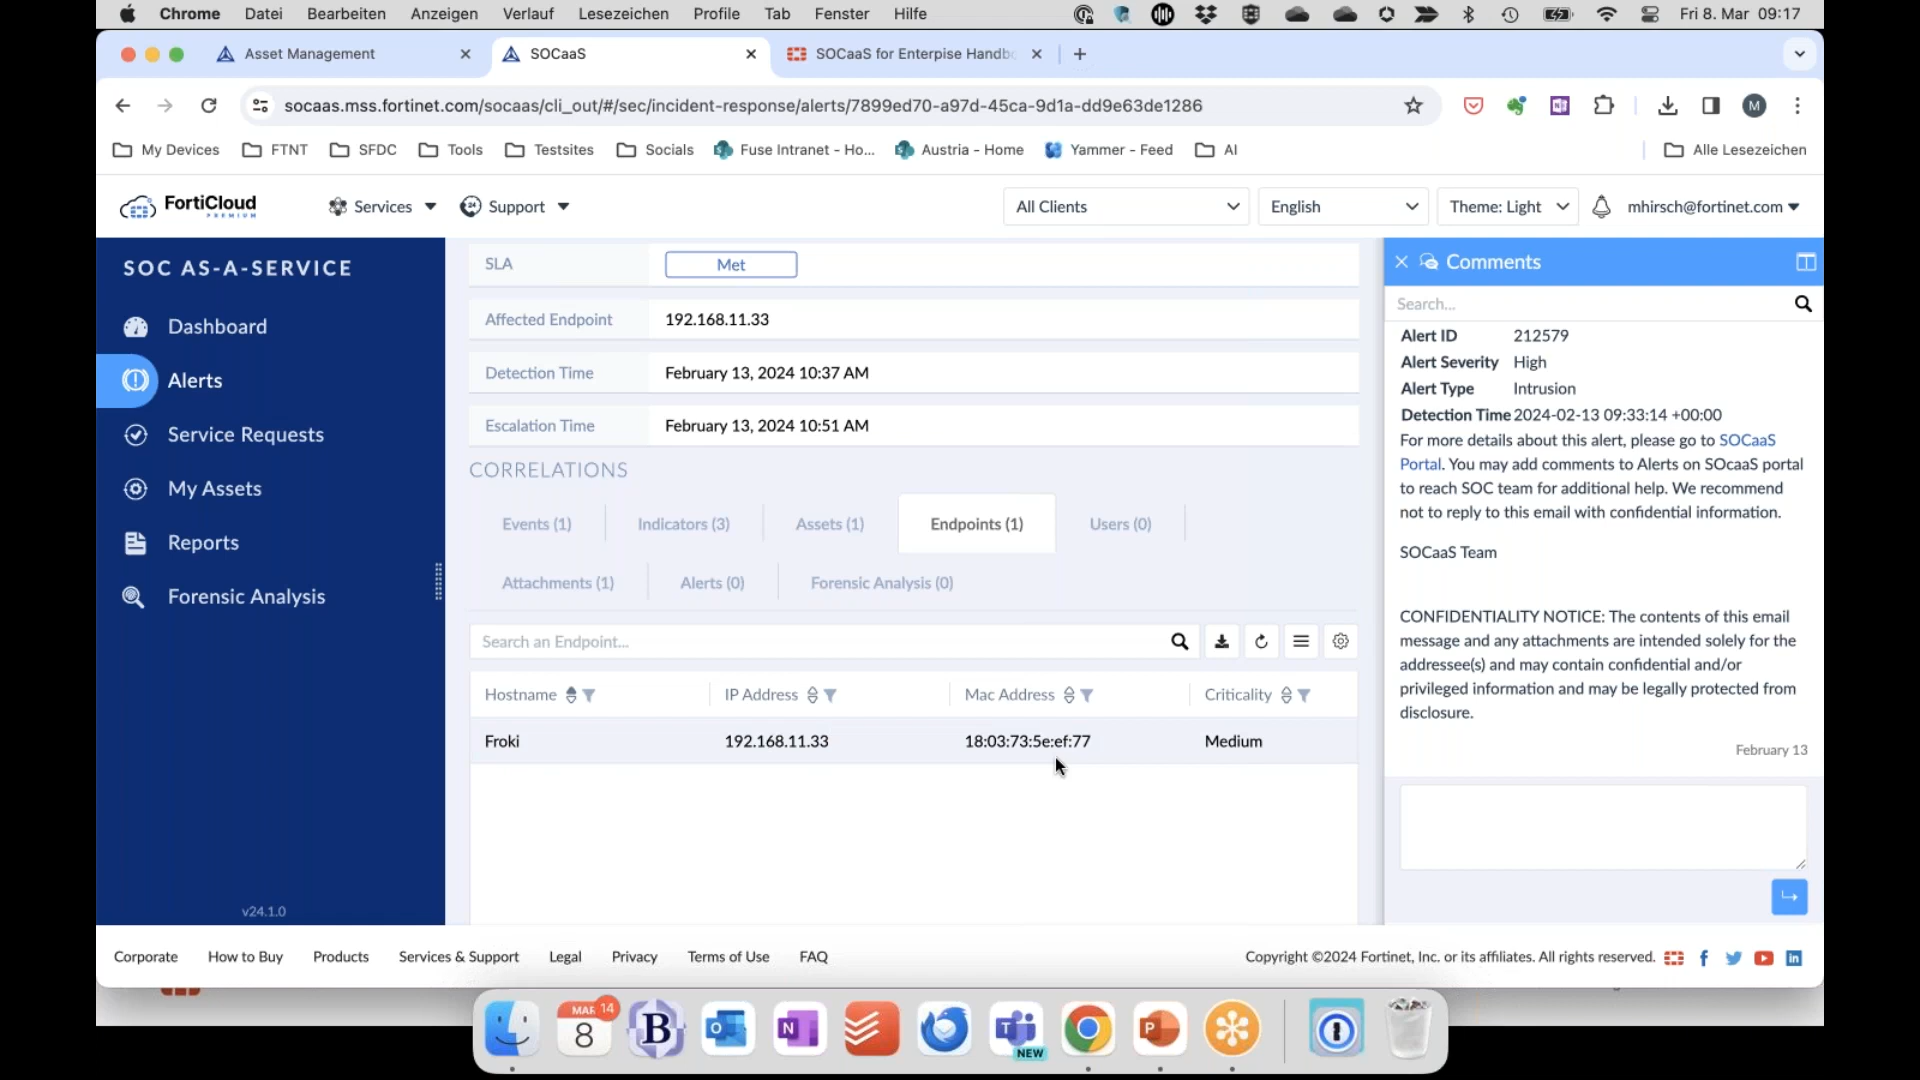 Chrome Datei Bearbeiten Anzeigen Verlauf Lesezeichen Profile Tab Fenster Hilfe Fri 8. Mar 09:17
Asset Management SOCaaS SOCaaS for Enterpise Handb
socaas.mss.fortinet.com/socaas/cli_out/#/sec/incident-response/alerts/7899ed70-a97d-45ca-9d1a-dd9e63de1286 M
My Devices FTNT SFDC Tools Testsites Socials Fuse Intranet - Ho... Austria - Home Yammer - Feed AI Alle Lesezeichen
FortiCloud
PREMIUM
Services Support All Clients English Theme: Light mhirsch@fortinet.com
SOC AS-A-SERVICE
Dashboard
Alerts
Service Requests
My Assets
Reports
Forensic Analysis
v24.1.0
SLA Met
Affected Endpoint 192.168.11.33
Detection Time February 13, 2024 10:37 AM
Escalation Time February 13, 2024 10:51 AM
CORRELATIONS
Events (1) Indicators (3) Assets (1) Endpoints (1) Users (0)
Attachments (1) Alerts (0) Forensic Analysis (0)
Search an Endpoint...
Hostname IP Address Mac Address Criticality
Froki 192.168.11.33 18:03:73:5e:ef:77 Medium
Comments
Search...
Alert ID 212579
Alert Severity High
Alert Type Intrusion
Detection Time 2024-02-13 09:33:14 +00:00
For more details about this alert, please go to SOCaaS
Portal. You may add comments to Alerts on SOcaaS portal
to reach SOC team for additional help. We recommend
not to reply to this email with confidential information.
SOCaaS Team
CONFIDENTIALITY NOTICE: The contents of this email
message and any attachments are intended solely for the
addressee(s) and may contain confidential and/or
privileged information and may be legally protected from
disclosure.
February 13
Corporate How to Buy Products Services & Support Legal Privacy Terms of Use FAQ Copyright ©2024 Fortinet, Inc. or its affiliates. All rights reserved.
MAR 14
8 B O N T P
NEW